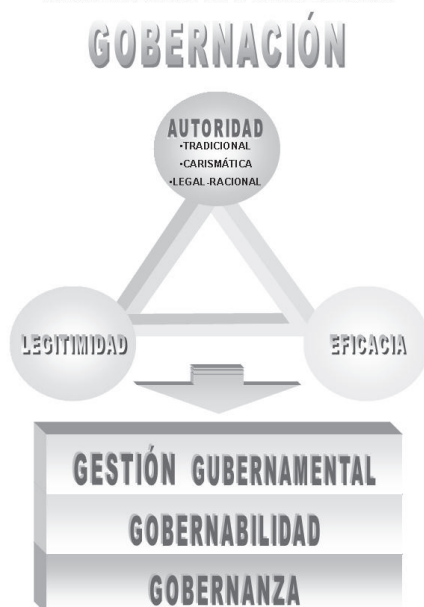 GOBERNACIÓN
AUTORIDAD
•TRADICIONAL
•CARISMÁTICA
•LEGAL-RACIONAL
LEGITIMIDAD
EFICACIA
GESTIÓN GUBERNAMENTAL
GOBERNABILIDAD
GOBERNANZA